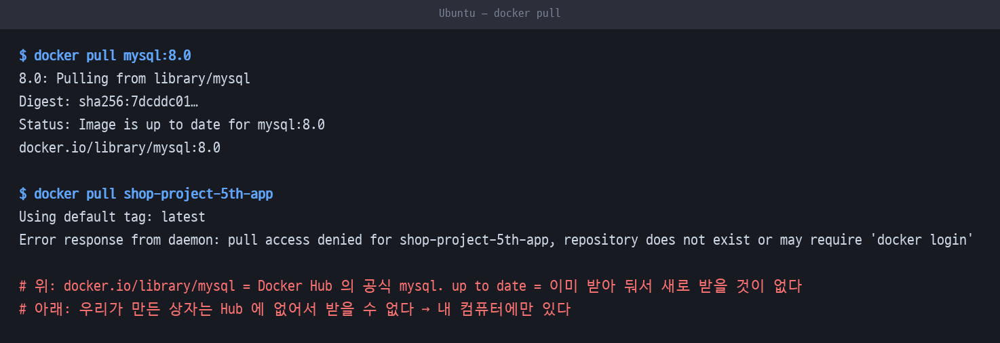 Ubuntu — docker pull
$ docker pull mysql:8.0
8.0: Pulling from library/mysql
Digest: sha256:7dcddc01…
Status: Image is up to date for mysql:8.0
docker.io/library/mysql:8.0
$ docker pull shop-project-5th-app
Using default tag: latest
Error response from daemon: pull access denied for shop-project-5th-app, repository does not exist or may require 'docker login'
# 위: docker.io/library/mysql = Docker Hub 의 공식 mysql. up to date = 이미 받아 둬서 새로 받을 것이 없다
# 아래: 우리가 만든 상자는 Hub 에 없어서 받을 수 없다 → 내 컴퓨터에만 있다